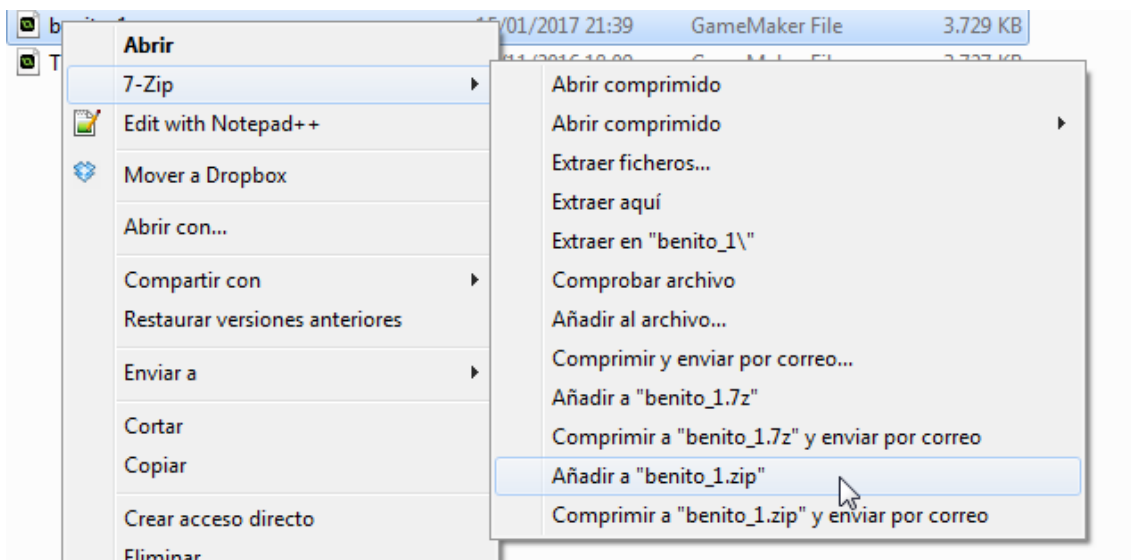 15/01/2017 21:39 GameMaker File 3.729 KB
Abrir
7-Zip
Edit with Notepad++
Mover a Dropbox
Abrir con...
Compartir con
Restaurar versiones anteriores
Enviar a
Cortar
Copiar
Crear acceso directo
Eliminar
Abrir comprimido
Abrir comprimido
Extraer ficheros...
Extraer aquí
Extraer en "benito_1\"
Comprobar archivo
Añadir al archivo...
Comprimir y enviar por correo...
Añadir a "benito_1.7z"
Comprimir a "benito_1.7z" y enviar por correo
Añadir a "benito_1.zip"
Comprimir a "benito_1.zip" y enviar por correo